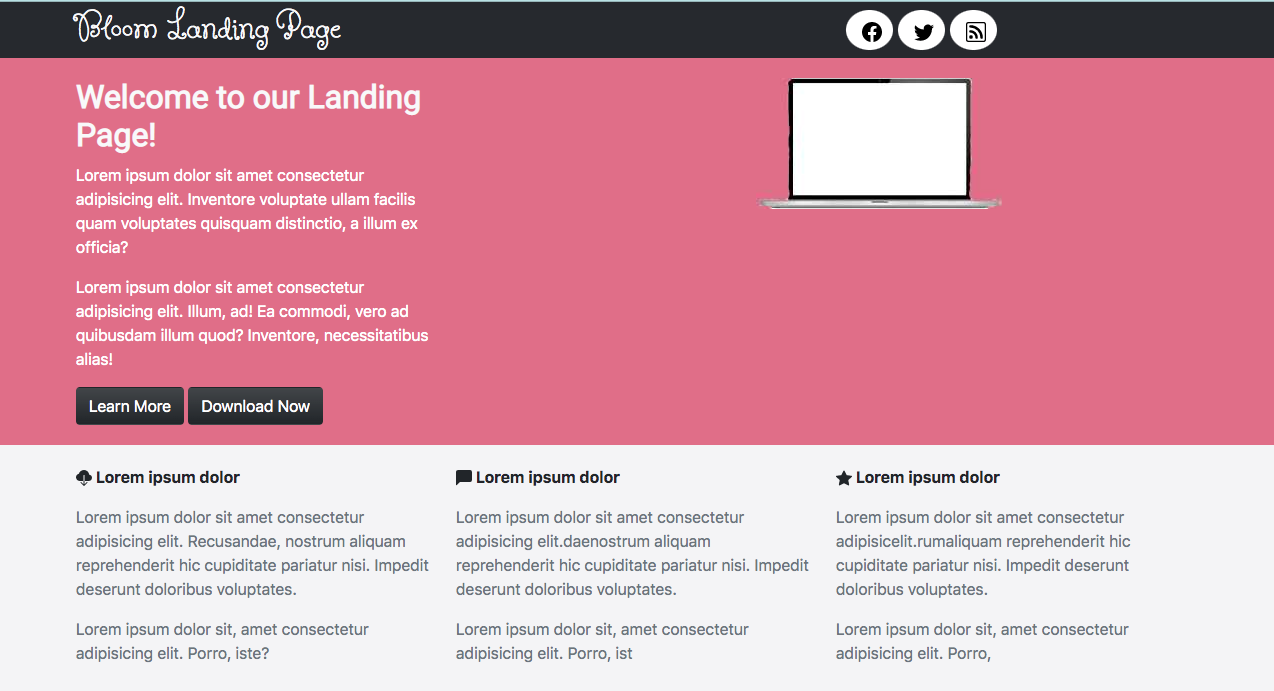 Bloom Landing Page
Welcome to our Landing
Page!
Lorem ipsum dolor sit amet consectetur
adipisicing elit. Inventore voluptate ullam facilis
quam voluptates quisquam distinctio, a illum ex
officia?
Lorem ipsum dolor sit amet consectetur
adipisicing elit. Illum, ad! Ea commodi, vero ad
quibusdam illum quod? Inventore, necessitatibus
alias!
Learn More Download Now
Lorem ipsum dolor
Lorem ipsum dolor sit amet consectetur
adipisicing elit. Recusandae, nostrum aliquam
reprehenderit hic cupiditate pariatur nisi. Impedit
deserunt doloribus voluptates.
Lorem ipsum dolor sit, amet consectetur
adipisicing elit. Porro, iste?
Lorem ipsum dolor
Lorem ipsum dolor sit amet consectetur
adipisicing elit.daenostrum aliquam
reprehenderit hic cupiditate pariatur nisi. Impedit
deserunt doloribus voluptates.
Lorem ipsum dolor sit, amet consectetur
adipisicing elit. Porro, ist
Lorem ipsum dolor
Lorem ipsum dolor sit amet consectetur
adipisicelit.rumaliquam reprehenderit hic
cupiditate pariatur nisi. Impedit deserunt
doloribus voluptates.
Lorem ipsum dolor sit, amet consectetur
adipisicing elit. Porro,